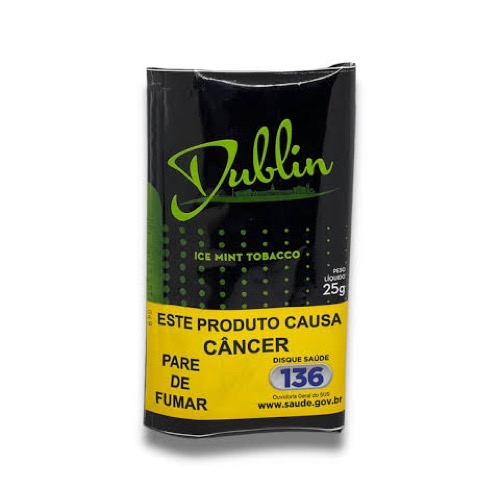 Dublin
ICE MINT TOBACCO
PESO
LÍQUIDO
25g
ESTE PRODUTO CAUSA
CÂNCER
PARE
DE
FUMAR
DISQUE SAÚDE
136
Ouvidoria Geral do SUS
www.saude.gov.br